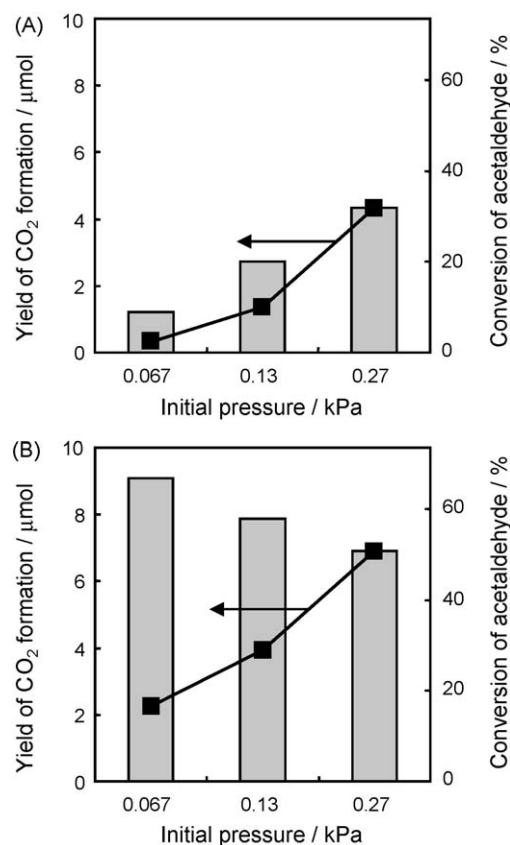 (A)
Yield of CO₂ formation / μmol
10
8
6
4
2
0
60
40
20
0
Conversion of acetaldehyde / %
0.067 0.13 0.27
Initial pressure / kPa
(B)
Yield of CO₂ formation / μmol
10
8
6
4
2
0
60
40
20
0
Conversion of acetaldehyde / %
0.067 0.13 0.27
Initial pressure / kPa